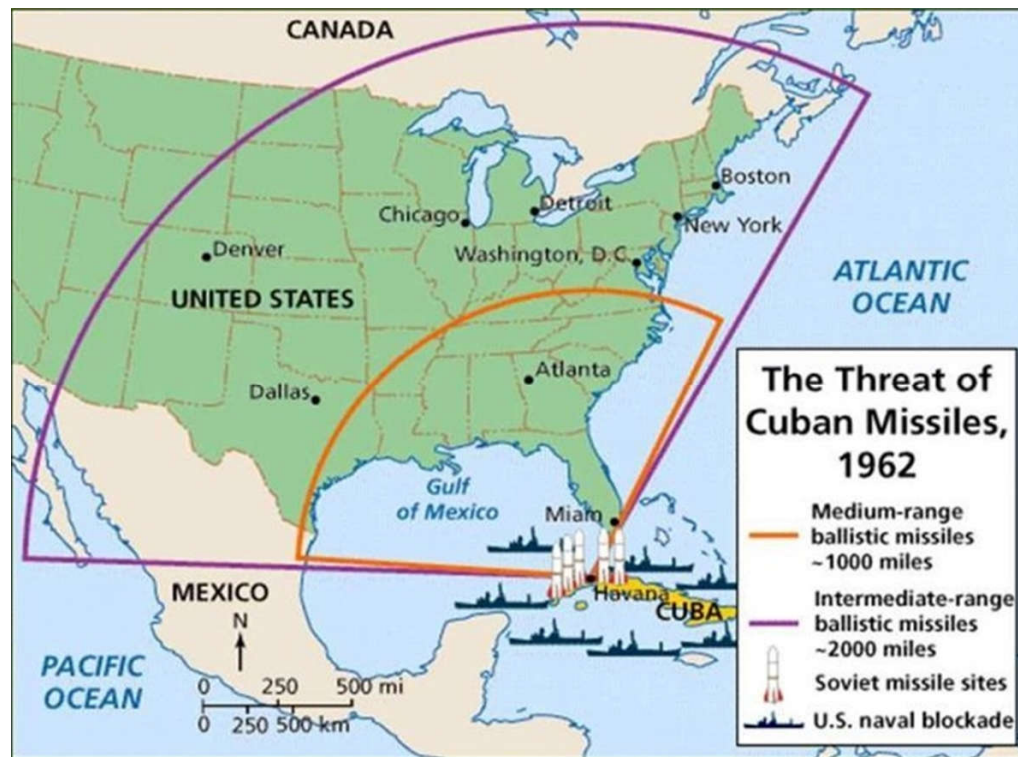 CANADA
Boston
Detroit
Chicago
New York
Denver
Washington, D.C.
UNITED STATES
ATLANTIC
OCEAN
Atlanta
Dallas
Gulf
of Mexico
Miami
Havana
CUBA
MEXICO
N
PACIFIC
OCEAN
0 250 500 mi
0 250 500 km
The Threat of
Cuban Missiles,
1962
Medium-range
ballistic missiles
~1000 miles
Intermediate-range
ballistic missiles
~2000 miles
Soviet missile sites
U.S. naval blockade